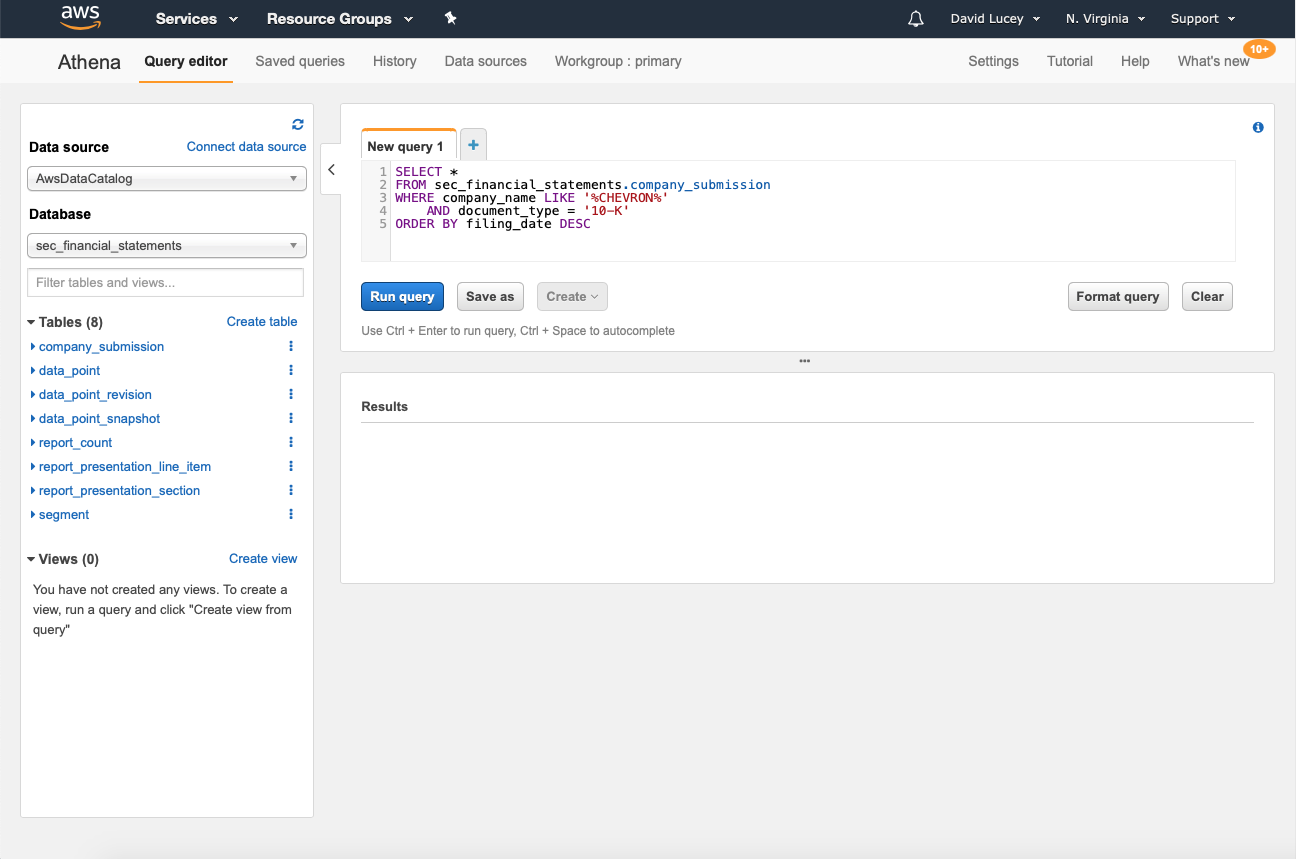 aws
Services
Resource Groups
David Lucey
N. Virginia
Support
Athena
Query editor
Saved queries
History
Data sources
Workgroup : primary
Settings
Tutorial
Help
What's new
10+
Data source
Connect data source
AwsDataCatalog
Database
sec_financial_statements
Filter tables and views...
Tables (8)
Create table
company_submission
data_point
data_point_revision
data_point_snapshot
report_count
report_presentation_line_item
report_presentation_section
segment
Views (0)
Create view
You have not created any views. To create a
view, run a query and click "Create view from
query"
New query 1
+
1 SELECT *
2 FROM sec_financial_statements.company_submission
3 WHERE company_name LIKE '%CHEVRON%'
4 AND document_type = '10-K'
5 ORDER BY filing_date DESC
Run query
Save as
Create
Format query
Clear
Use Ctrl + Enter to run query, Ctrl + Space to autocomplete
Results